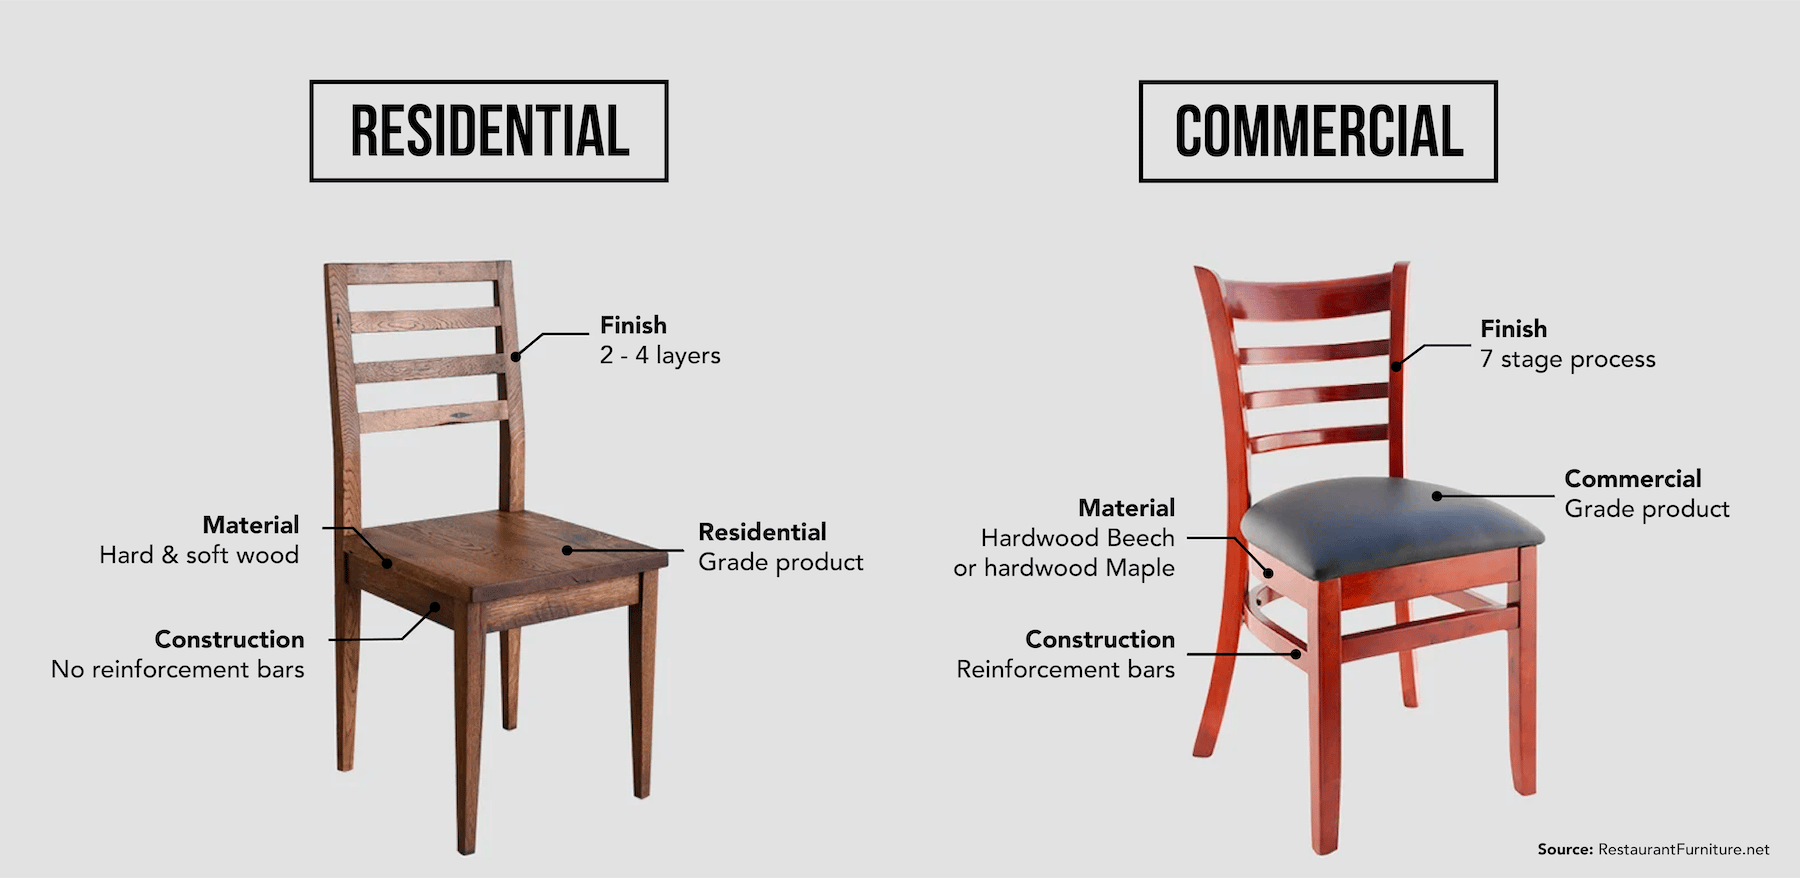 RESIDENTIAL
Finish
2 - 4 layers
Material
Hard & soft wood
Residential
Grade product
Construction
No reinforcement bars
COMMERCIAL
Finish
7 stage process
Commercial
Grade product
Material
Hardwood Beech
or hardwood Maple
Construction
Reinforcement bars
Source: RestaurantFurniture.net